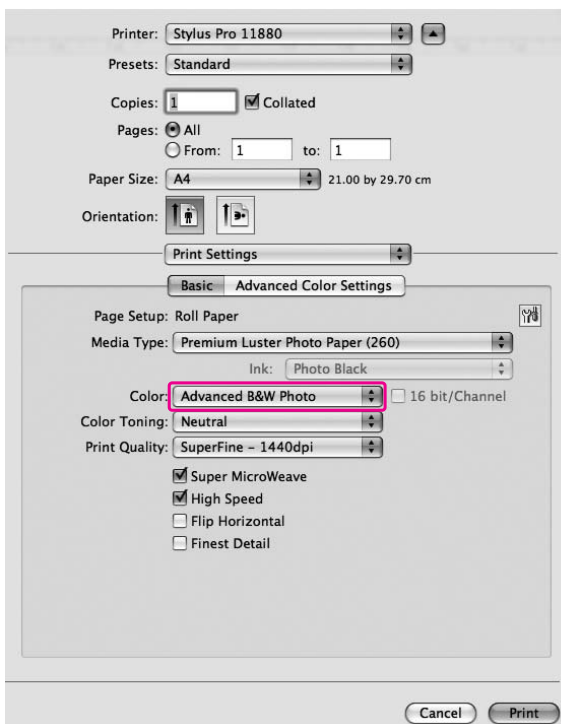 Printer: Stylus Pro 11880
Presets: Standard
Copies: 1 Collated
Pages: All
From: 1 to: 1
Paper Size: A4 21.00 by 29.70 cm
Orientation:
Print Settings
Basic Advanced Color Settings
Page Setup: Roll Paper
Media Type: Premium Luster Photo Paper (260)
Ink: Photo Black
Color: Advanced B&W Photo 16 bit/Channel
Color Toning: Neutral
Print Quality: SuperFine – 1440dpi
Super MicroWeave
High Speed
Flip Horizontal
Finest Detail
Cancel Print